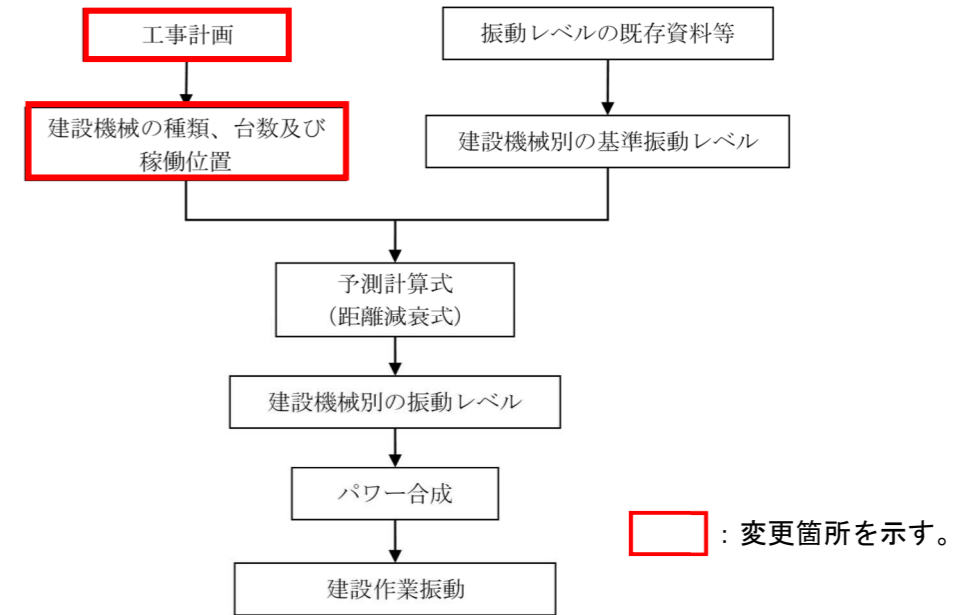 工事計画
振動レベルの既存資料等
建設機械の種類、台数及び
稼働位置
建設機械別の基準振動レベル
予測計算式
（距離減衰式）
建設機械別の振動レベル
パワー合成
：変更箇所を示す。
建設作業振動